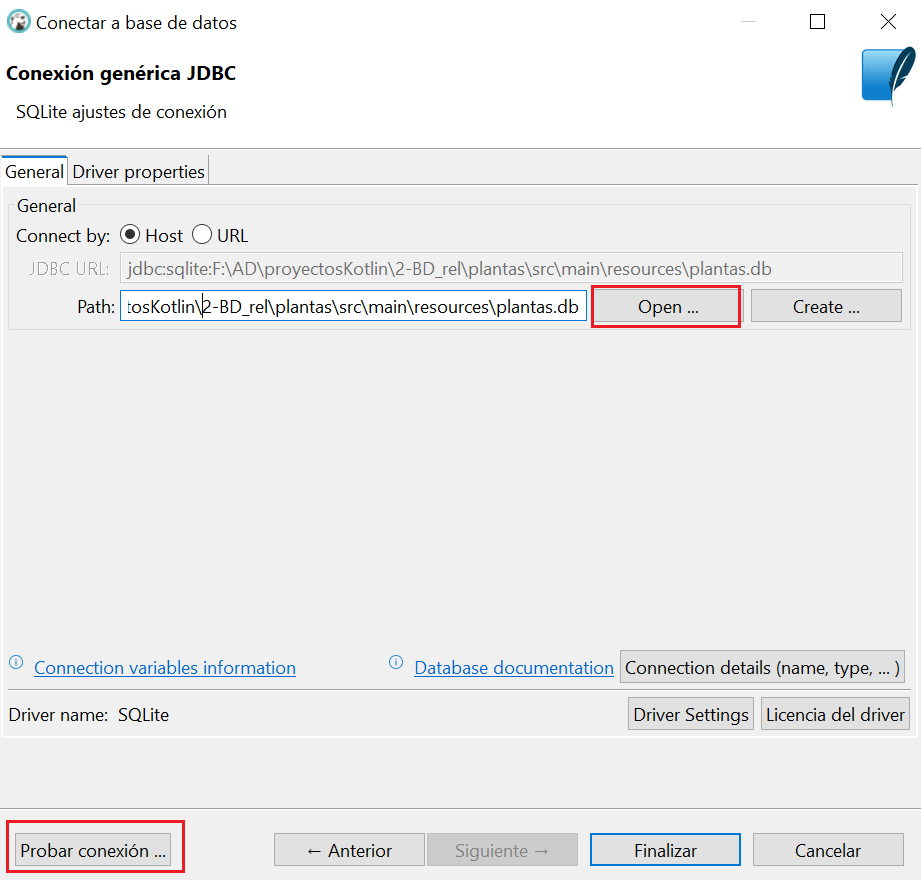 Conectar a base de datos
Conexión genérica JDBC
SQLite ajustes de conexión
General Driver properties
General
Connect by: Host URL
JDBC URL: jdbc:sqlite:F:\AD\proyectosKotlin\2-BD_rel\plantas\src\main\resources\plantas.db
Path: tosKotlin\2-BD_rel\plantas\src\main\resources\plantas.db Open ... Create ...
Connection variables information Database documentation Connection details (name, type, ... )
Driver name: SQLite Driver Settings Licencia del driver
Probar conexión ... ← Anterior Siguiente → Finalizar Cancelar